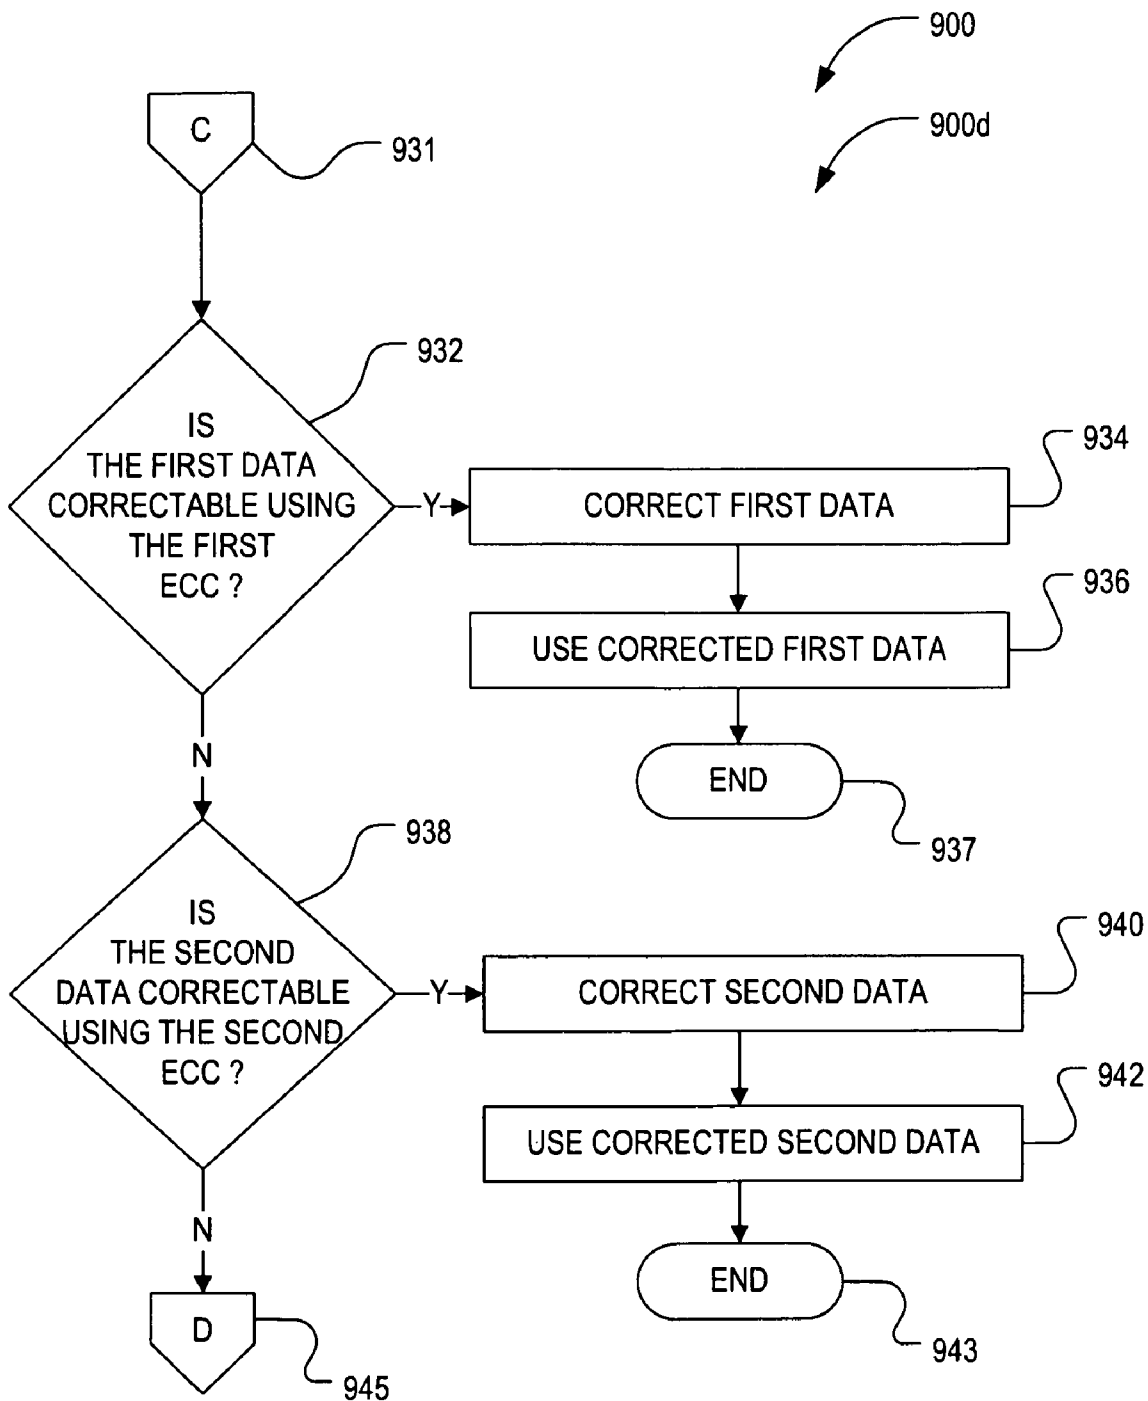 900
900d
C
931
932
IS
THE FIRST DATA
CORRECTABLE USING
THE FIRST
ECC ?
Y
CORRECT FIRST DATA
934
USE CORRECTED FIRST DATA
936
END
937
N
938
IS
THE SECOND
DATA CORRECTABLE
USING THE SECOND
ECC ?
Y
CORRECT SECOND DATA
940
USE CORRECTED SECOND DATA
942
END
943
N
D
945